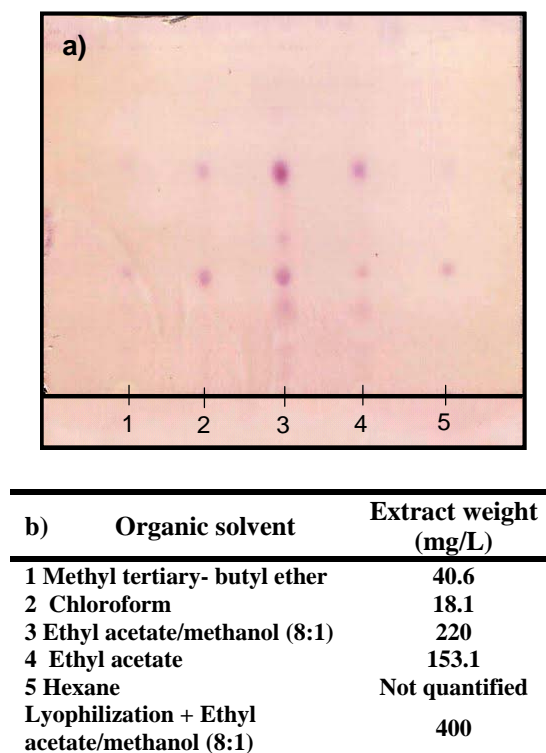 a)
1 2 3 4 5
b) Organic solvent Extract weight (mg/L)
1 Methyl tertiary- butyl ether 40.6
2 Chloroform 18.1
3 Ethyl acetate/methanol (8:1) 220
4 Ethyl acetate 153.1
5 Hexane Not quantified
Lyophilization + Ethyl
acetate/methanol (8:1) 400